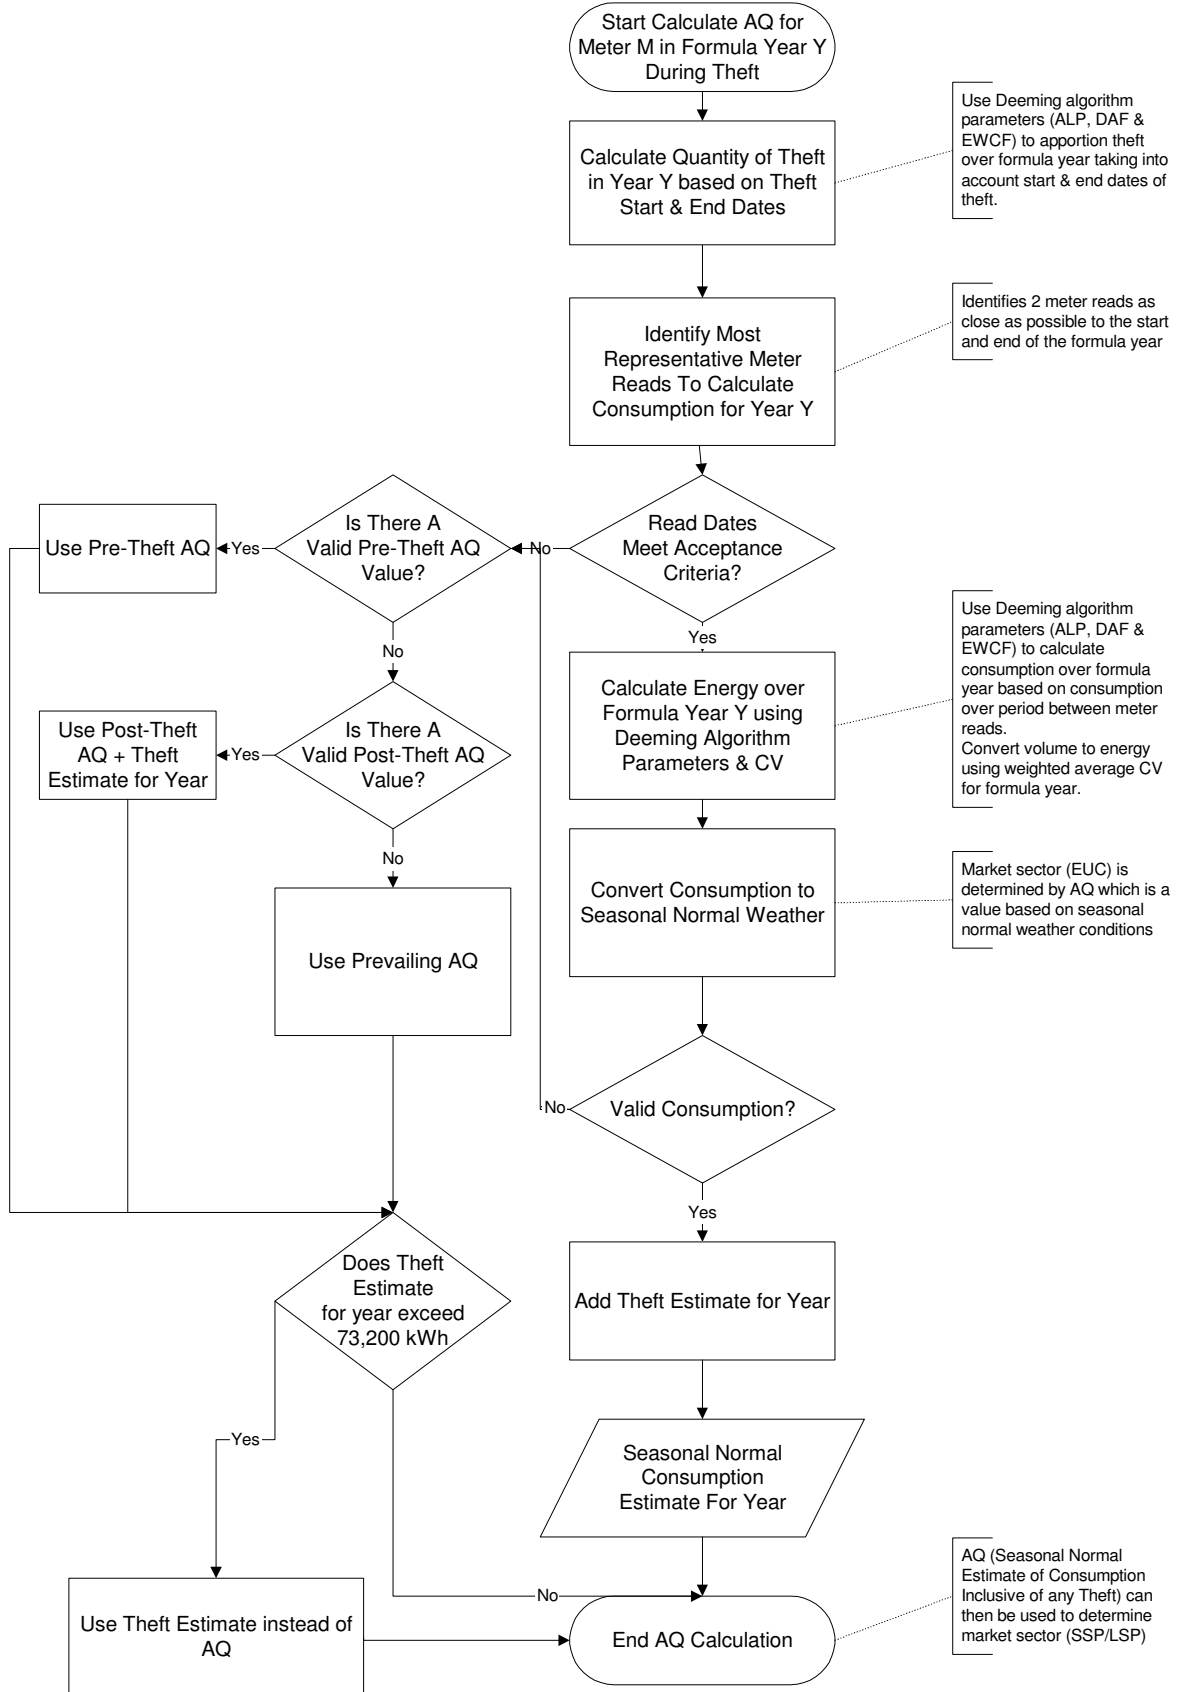 Start Calculate AQ for
Meter M in Formula Year Y
During Theft
Use Deeming algorithm
parameters (ALP, DAF &
EWCF) to apportion theft
over formula year taking into
account start & end dates of
theft.
Calculate Quantity of Theft
in Year Y based on Theft
Start & End Dates
Identifies 2 meter reads as
close as possible to the start
and end of the formula year
Identify Most
Representative Meter
Reads To Calculate
Consumption for Year Y
Use Pre-Theft AQ
Yes
Is There A
Valid Pre-Theft AQ
Value?
No
Read Dates
Meet Acceptance
Criteria?
No
Yes
Use Deeming algorithm
parameters (ALP, DAF &
EWCF) to calculate
consumption over formula
year based on consumption
over period between meter
reads.
Convert volume to energy
using weighted average CV
for formula year.
Use Post-Theft
AQ + Theft
Estimate for Year
Yes
Is There A
Valid Post-Theft AQ
Value?
Calculate Energy over
Formula Year Y using
Deeming Algorithm
Parameters & CV
No
Use Prevailing AQ
Convert Consumption to
Seasonal Normal Weather
Market sector (EUC) is
determined by AQ which is a
value based on seasonal
normal weather conditions
No
Valid Consumption?
Yes
Does Theft
Estimate
for year exceed
73,200 kWh
Add Theft Estimate for Year
Yes
Seasonal Normal
Consumption
Estimate For Year
No
Use Theft Estimate instead of
AQ
End AQ Calculation
AQ (Seasonal Normal
Estimate of Consumption
Inclusive of any Theft) can
then be used to determine
market sector (SSP/LSP)